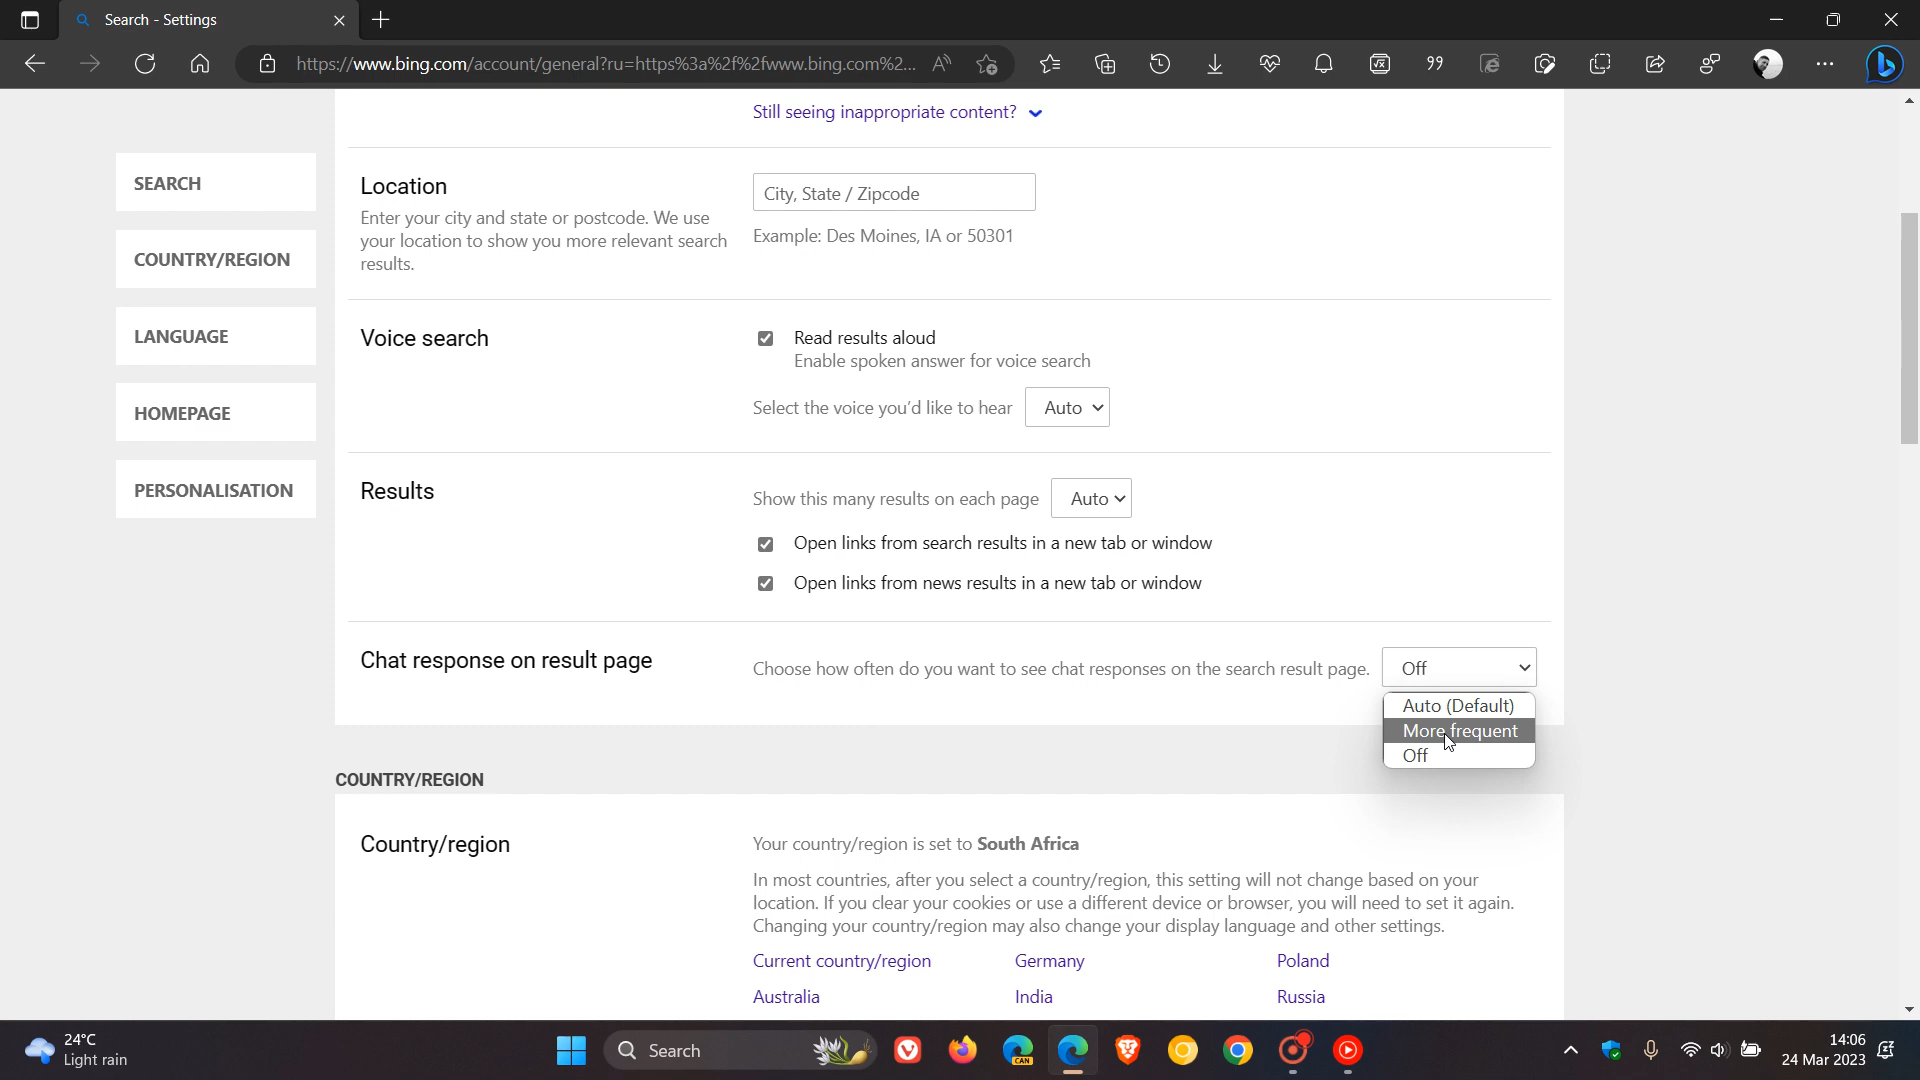 Search - Settings
https://www.bing.com/account/general?ru=https%3a%2f%2fwww.bing.com%2...
Still seeing inappropriate content?
SEARCH
COUNTRY/REGION
LANGUAGE
HOMEPAGE
PERSONALISATION
Location
Enter your city and state or postcode. We use
your location to show you more relevant search
results.
City, State / Zipcode
Example: Des Moines, IA or 50301
Voice search
Read results aloud
Enable spoken answer for voice search
Select the voice you'd like to hear
Auto
Results
Show this many results on each page
Auto
Open links from search results in a new tab or window
Open links from news results in a new tab or window
Chat response on result page
Choose how often do you want to see chat responses on the search result page.
Off
Auto (Default)
More frequent
Off
COUNTRY/REGION
Country/region
Your country/region is set to South Africa
In most countries, after you select a country/region, this setting will not change based on your
location. If you clear your cookies or use a different device or browser, you will need to set it again.
Changing your country/region may also change your display language and other settings.
Current country/region
Germany
Poland
Australia
India
Russia
24°C
Light rain
Search
CAN
14:06
24 Mar 2023